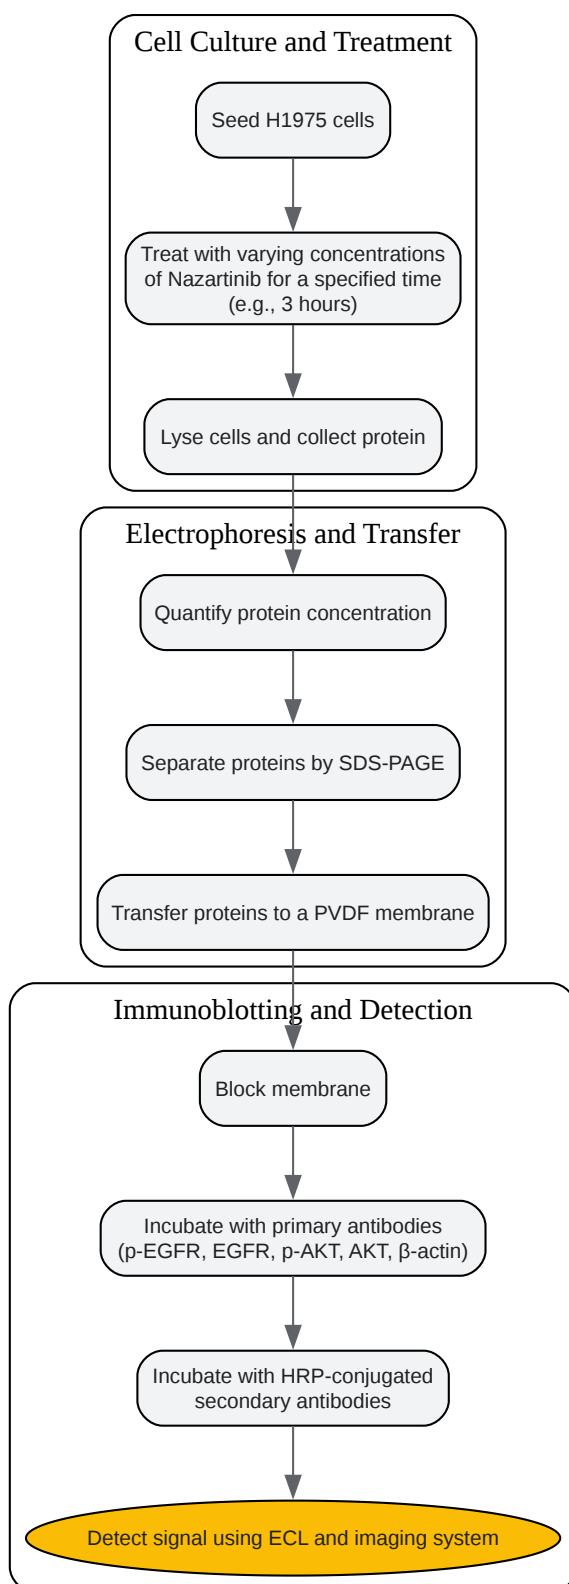 Cell Culture and Treatment
Seed H1975 cells
Treat with varying concentrations
of Nazartinib for a specified time
(e.g., 3 hours)
Lyse cells and collect protein
Electrophoresis and Transfer
Quantify protein concentration
Separate proteins by SDS-PAGE
Transfer proteins to a PVDF membrane
Immunoblotting and Detection
Block membrane
Incubate with primary antibodies
(p-EGFR, EGFR, p-AKT, AKT, β-actin)
Incubate with HRP-conjugated
secondary antibodies
Detect signal using ECL and imaging system